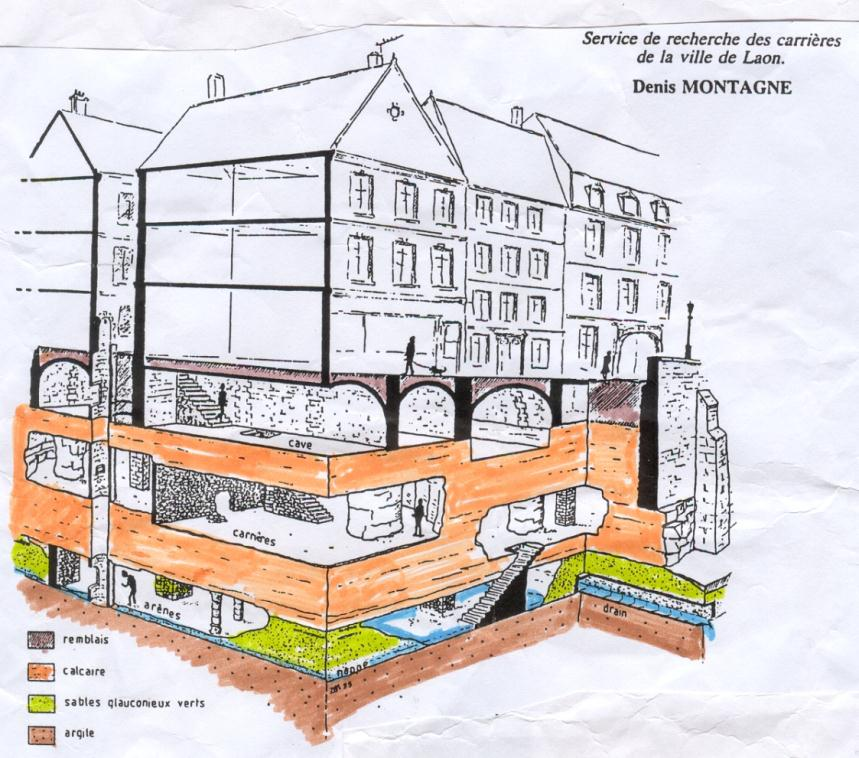 Service de recherche des carrières
de la ville de Laon.
Denis MONTAGNE
cave
carrières
arènes
drain
nappe
remblais
calcaire
sables glauconieux verts
argile